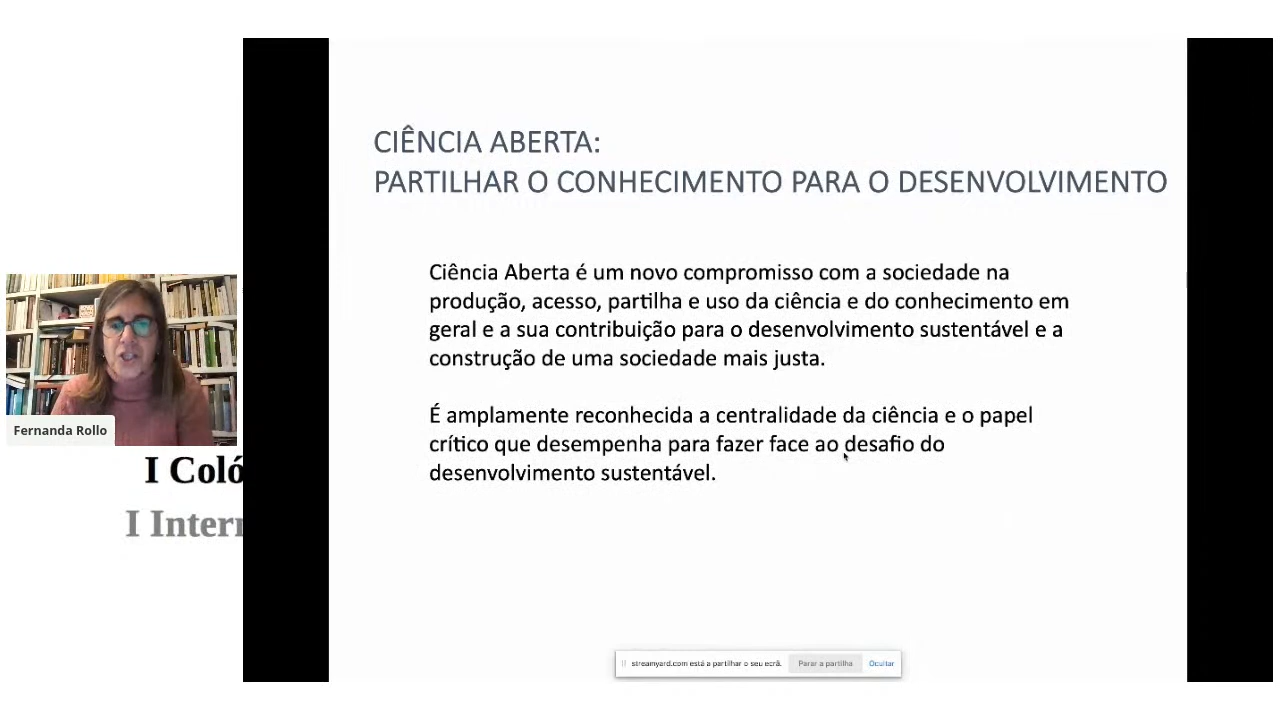 CIÊNCIA ABERTA:
PARTILHAR O CONHECIMENTO PARA O DESENVOLVIMENTO
Ciência Aberta é um novo compromisso com a sociedade na
produção, acesso, partilha e uso da ciência e do conhecimento em
geral e a sua contribuição para o desenvolvimento sustentável e a
construção de uma sociedade mais justa.
É amplamente reconhecida a centralidade da ciência e o papel
crítico que desempenha para fazer face ao desafio do
desenvolvimento sustentável.
Fernanda Rollo
I Coló
I Intern
streamyard.com está a partilhar o seu ecrã.
Parar a partilha
Ocultar